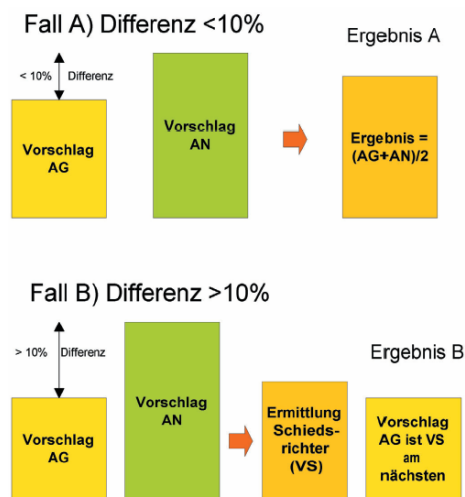 Fall A) Differenz <10%
Ergebnis A
< 10% Differenz
Vorschlag
AG
Vorschlag
AN
Ergebnis =
(AG+AN)/2
Fall B) Differenz >10%
Ergebnis B
> 10% Differenz
Vorschlag
AG
Vorschlag
AN
Ermittlung
Schieds-
richter
(VS)
Vorschlag
AG ist VS
am
nächsten